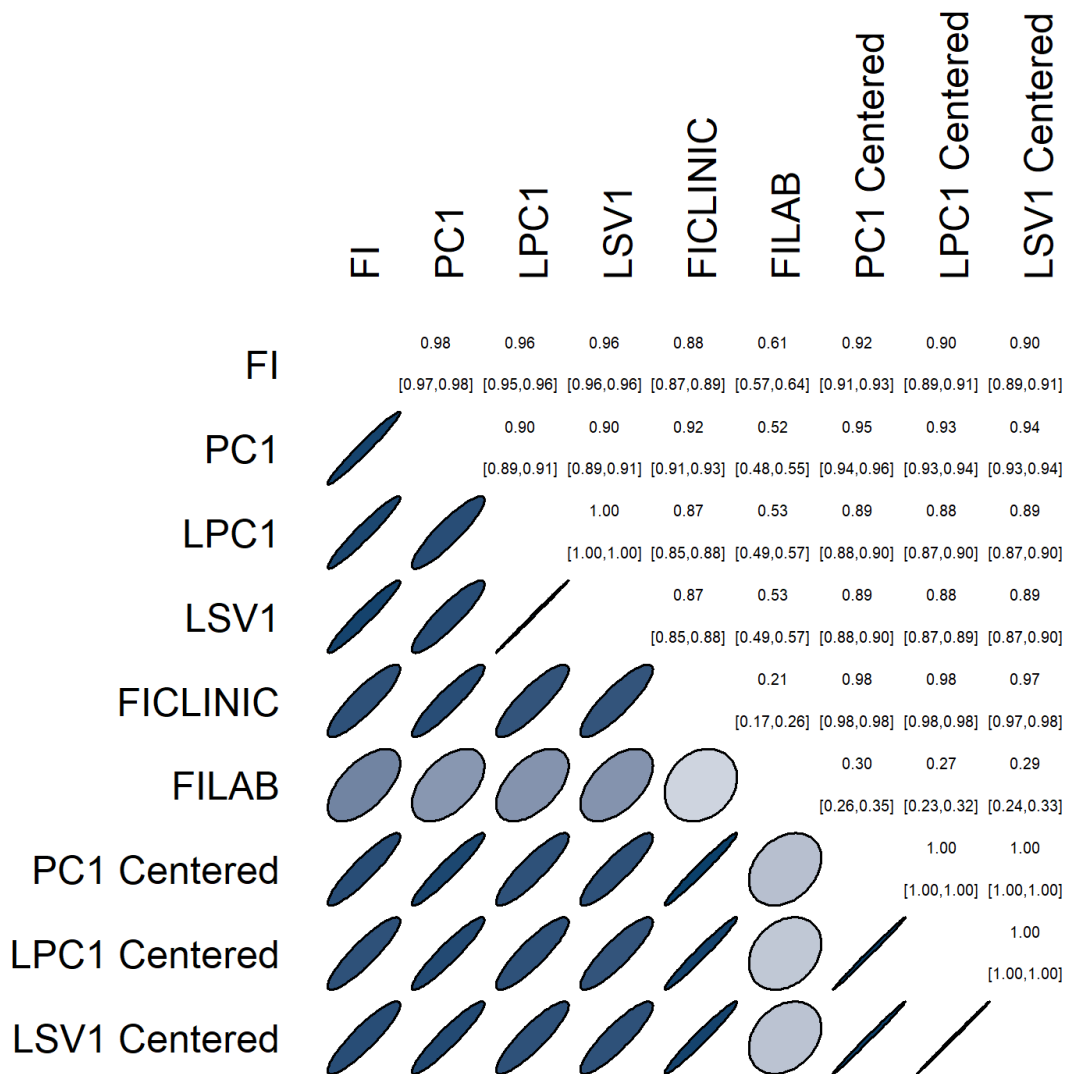 FI PC1 LPC1 LSV1 FICLINIC FILAB PC1 Centered LPC1 Centered LSV1 Centered
FI 0.98 0.96 0.96 0.88 0.61 0.92 0.90 0.90
[0.97,0.98] [0.95,0.96] [0.96,0.96] [0.87,0.89] [0.57,0.64] [0.91,0.93] [0.89,0.91] [0.89,0.91]
PC1 0.90 0.90 0.92 0.52 0.95 0.93 0.94
[0.89,0.91] [0.89,0.91] [0.91,0.93] [0.48,0.55] [0.94,0.96] [0.93,0.94] [0.93,0.94]
LPC1 1.00 0.87 0.53 0.89 0.88 0.89
[1.00,1.00] [0.85,0.88] [0.49,0.57] [0.88,0.90] [0.87,0.90] [0.87,0.90]
LSV1 0.87 0.53 0.89 0.88 0.89
[0.85,0.88] [0.49,0.57] [0.88,0.90] [0.87,0.89] [0.87,0.90]
FICLINIC 0.21 0.98 0.98 0.97
[0.17,0.26] [0.98,0.98] [0.98,0.98] [0.97,0.98]
FILAB 0.30 0.27 0.29
[0.26,0.35] [0.23,0.32] [0.24,0.33]
PC1 Centered 1.00 1.00
[1.00,1.00] [1.00,1.00]
LPC1 Centered 1.00
[1.00,1.00]
LSV1 Centered